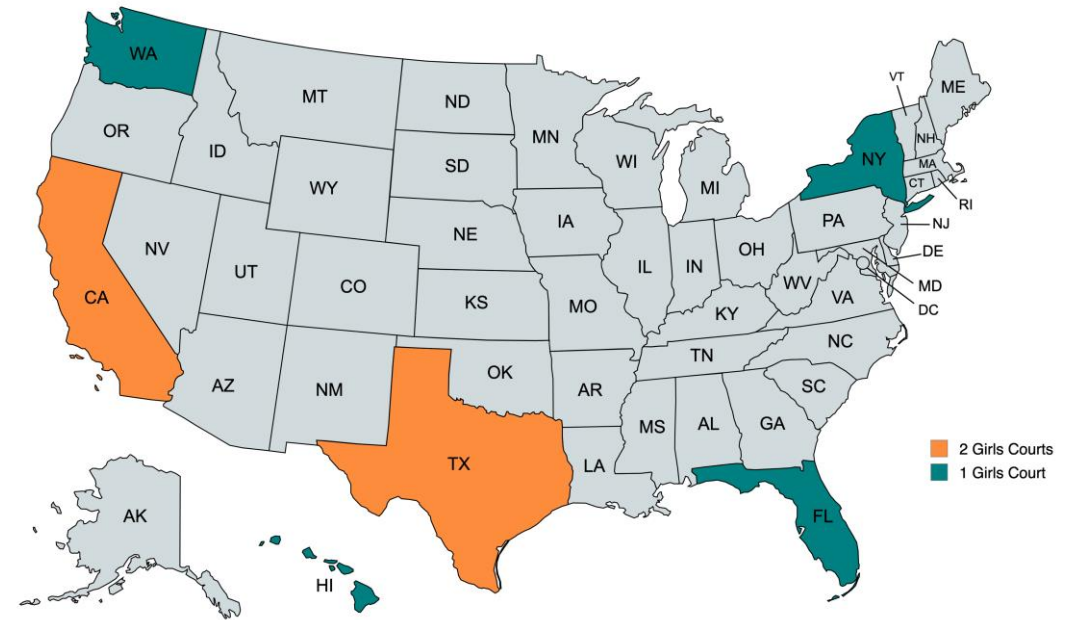 WA
MT
ND
MN
VT
ME
OR
ID
SD
WI
MI
NY
NH
MA
CT
RI
WY
IA
NE
PA
NJ
NV
UT
CO
IL
IN
OH
DE
CA
KS
MO
WV
VA
MD
DC
KY
NC
TN
AZ
NM
OK
AR
SC
MS
AL
GA
TX
LA
2 Girls Courts
1 Girls Court
AK
FL
HI